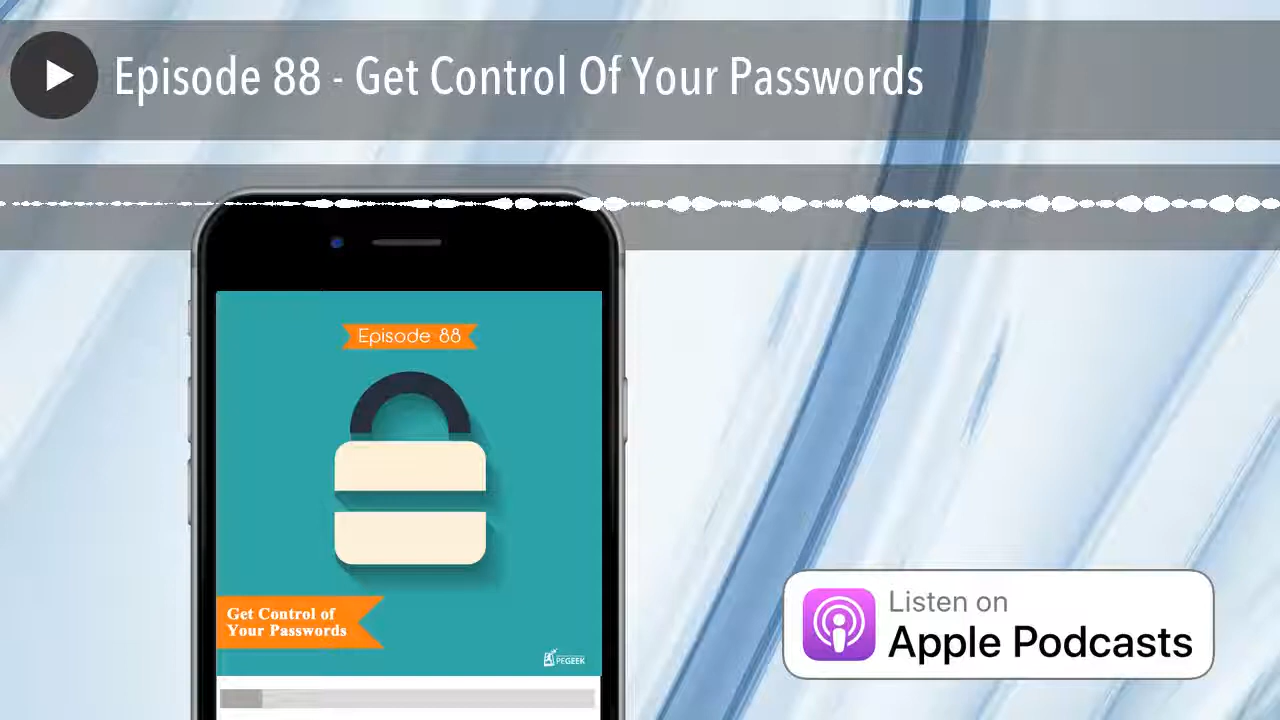 Episode 88 - Get Control Of Your Passwords
Episode 88
Get Control of
Your Passwords
PEGEEK
Listen on
Apple Podcasts